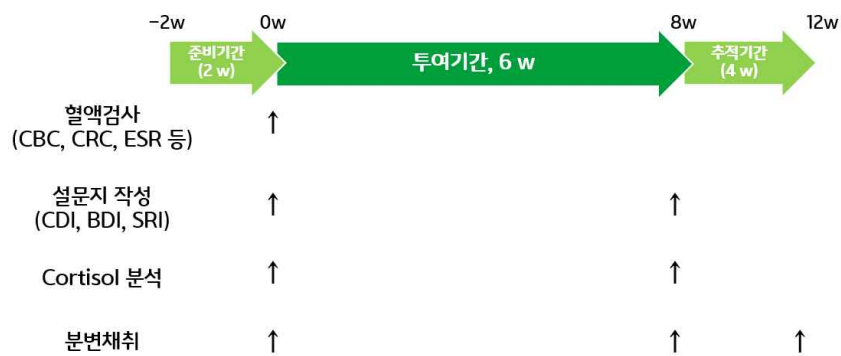 -2w 0w 8w 12w
준비기간
(2 w)
투여기간, 6 w
추적기간
(4 w)
혈액검사
(CBC, CRC, ESR 등)
↑
설문지 작성
(CDI, BDI, SRI)
↑ ↑
Cortisol 분석
↑ ↑
분변채취
↑ ↑ ↑